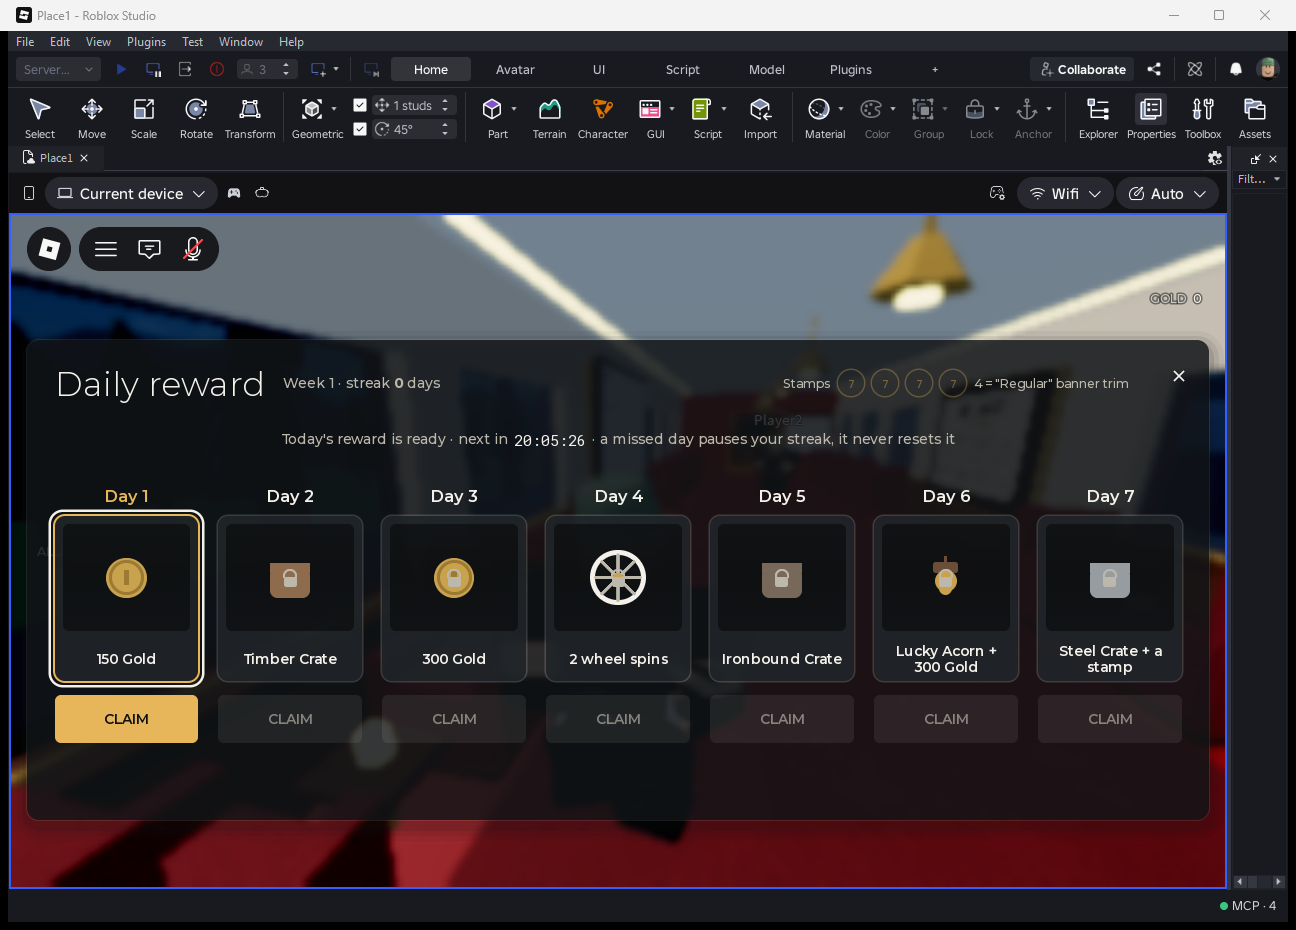 Place1 - Roblox Studio
File Edit View Plugins Test Window Help
Server... 3 Home Avatar UI Script Model Plugins + Collaborate
1 studs
45°
Select Move Scale Rotate Transform Geometric Part Terrain Character GUI Script Import Material Color Group Lock Anchor Explorer Properties Toolbox Assets
Place1
Filt...
Current device Wifi Auto
GOLD 0
Daily reward Week 1 · streak 0 days Stamps 7 7 7 7 4 = "Regular" banner trim
Player2
Today's reward is ready · next in 20:05:26 · a missed day pauses your streak, it never resets it
Day 1 Day 2 Day 3 Day 4 Day 5 Day 6 Day 7
150 Gold Timber Crate 300 Gold 2 wheel spins Ironbound Crate Lucky Acorn + 300 Gold Steel Crate + a stamp
CLAIM CLAIM CLAIM CLAIM CLAIM CLAIM CLAIM
MCP · 4